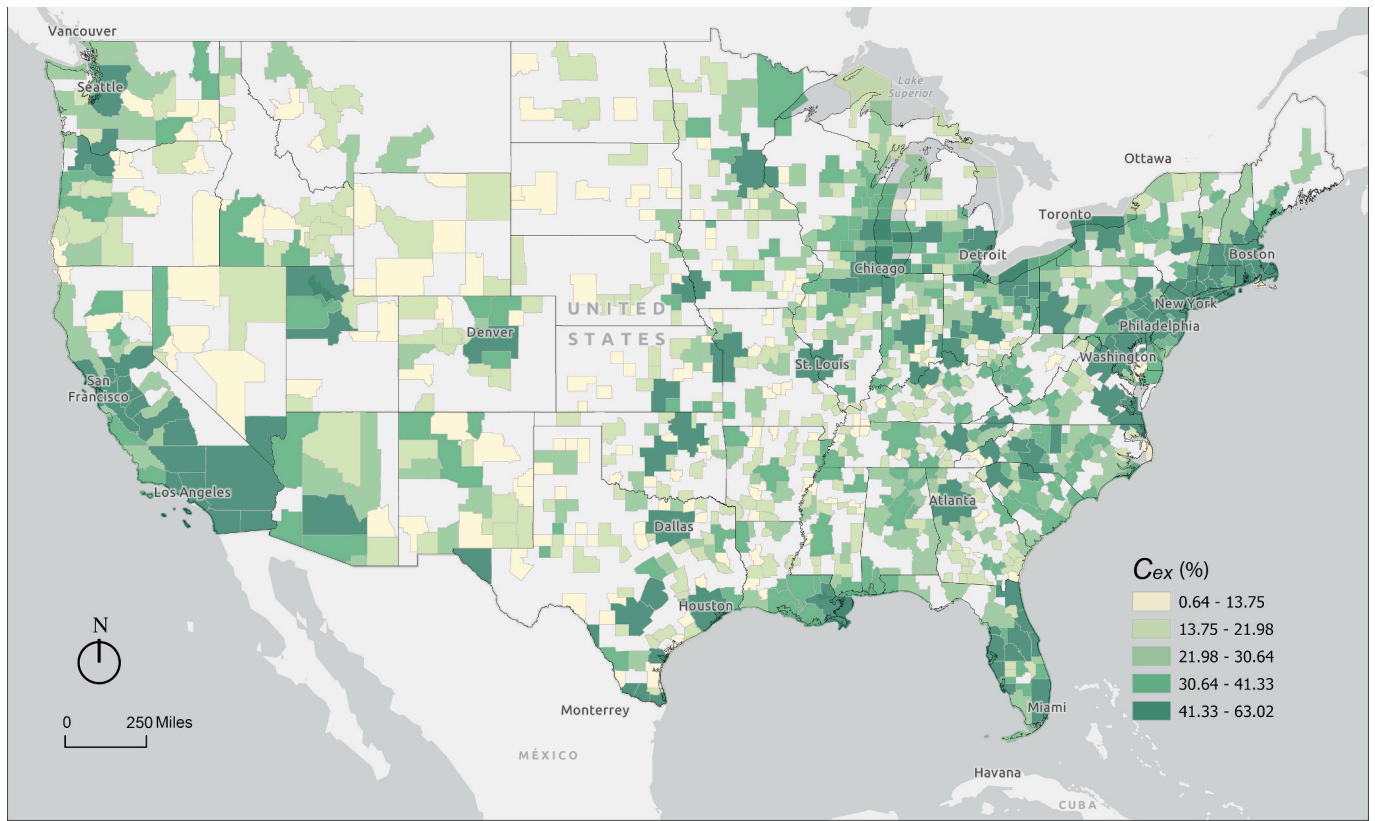 Vancouver
Seattle
Lake
Superior
Ottawa
Toronto
Detroit
Boston
Chicago
New York
Philadelphia
UNITED
STATES
Denver
St. Louis
Washington
San
Francisco
Los Angeles
Atlanta
Dallas
Houston
Cex (%)
0.64 - 13.75
13.75 - 21.98
21.98 - 30.64
30.64 - 41.33
41.33 - 63.02
N
0 250 Miles
Monterrey
Miami
MÉXICO
Havana
CUBA